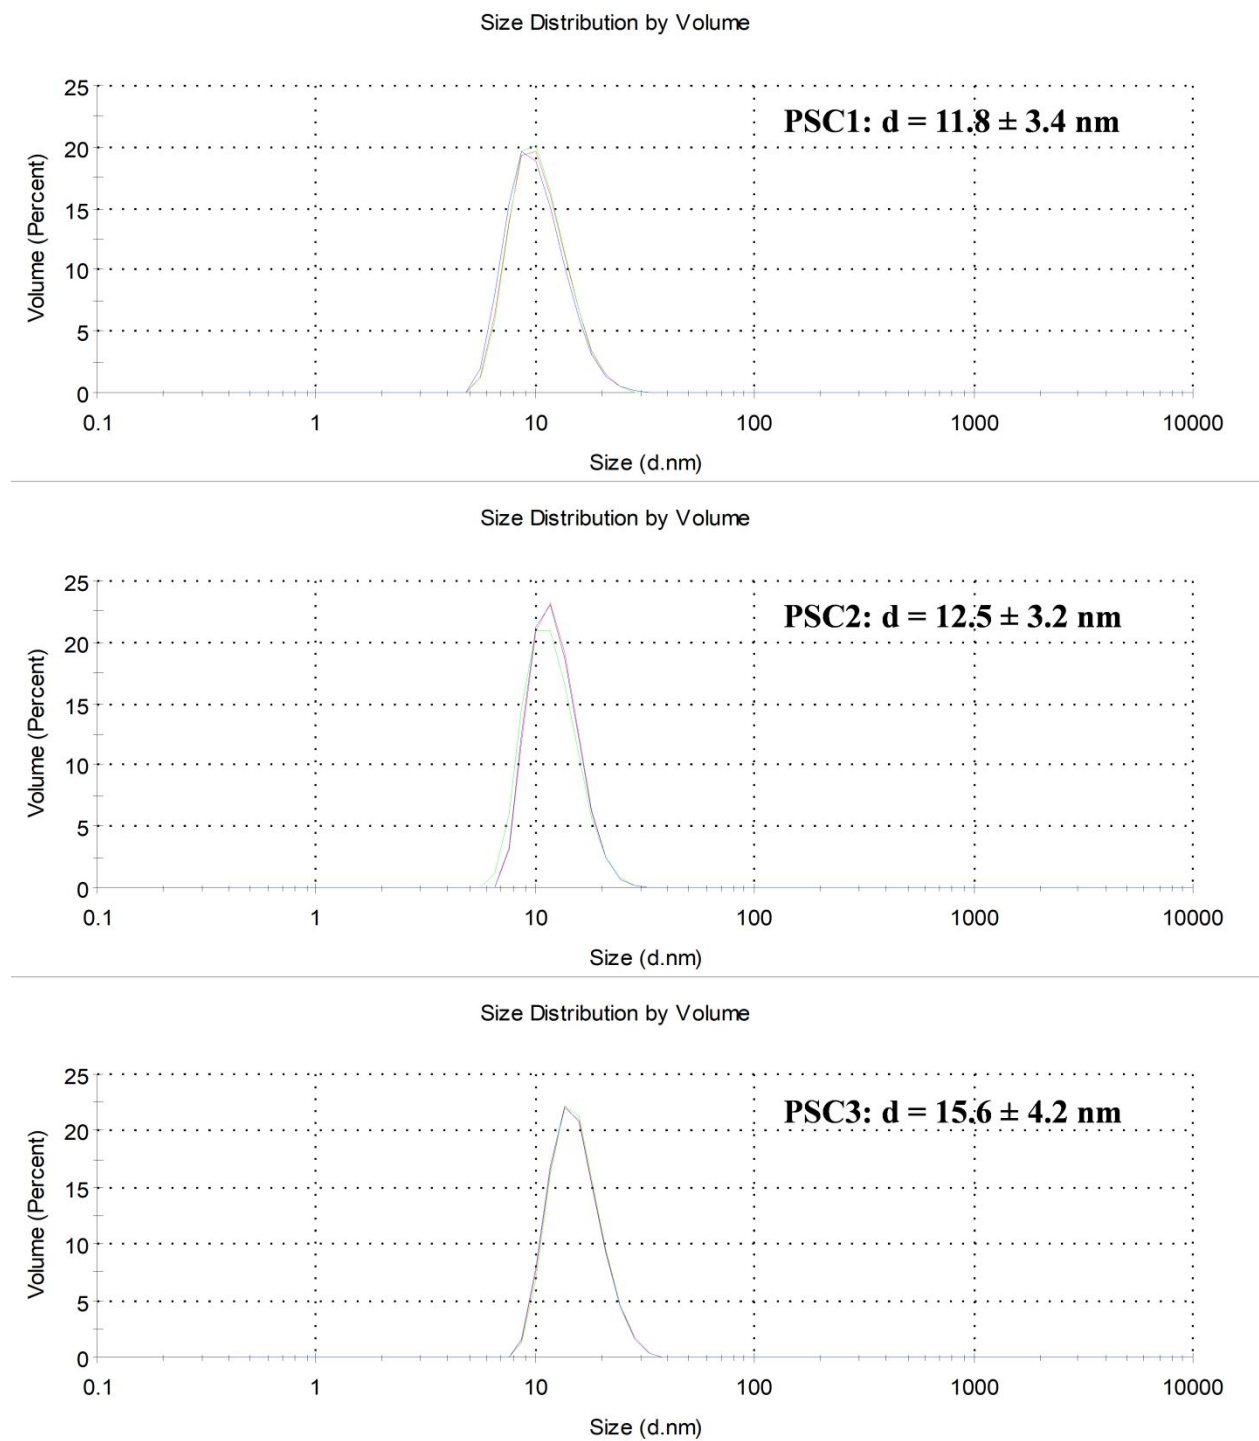 Size Distribution by Volume
PSC1: d = 11.8 ± 3.4 nm
Volume (Percent)
25
20
15
10
5
0
0.1 1 10 100 1000 10000
Size (d.nm)
Size Distribution by Volume
PSC2: d = 12.5 ± 3.2 nm
Volume (Percent)
25
20
15
10
5
0
0.1 1 10 100 1000 10000
Size (d.nm)
Size Distribution by Volume
PSC3: d = 15.6 ± 4.2 nm
Volume (Percent)
25
20
15
10
5
0
0.1 1 10 100 1000 10000
Size (d.nm)